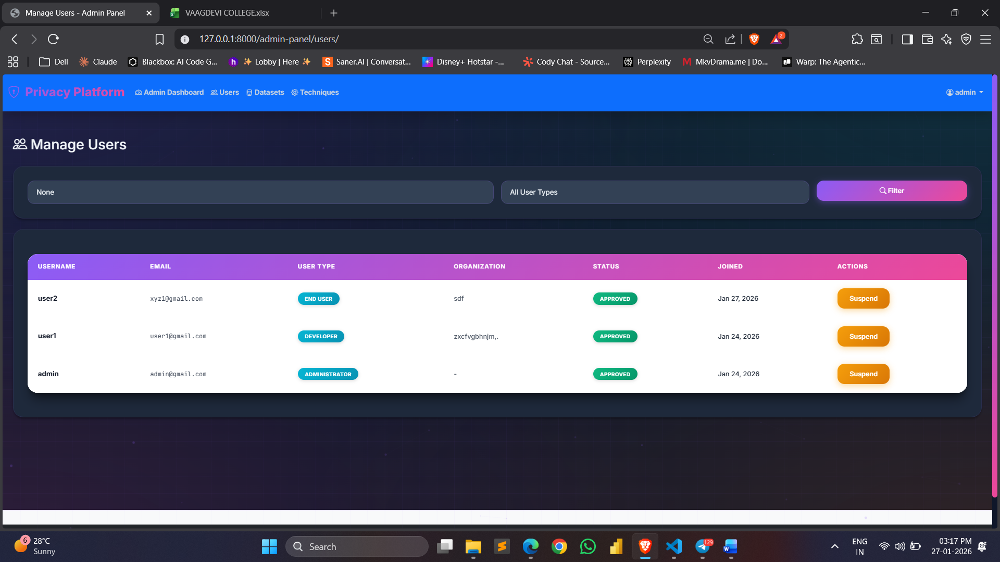 Manage Users - Admin Panel
VAAGDEVI COLLEGE.xlsx
127.0.0.1:8000/admin-panel/users/
2
Dell
Claude
Blackbox: AI Code G...
h
✨ Lobby | Here ✨
S
Saner.AI | Conversat...
Disney+ Hotstar -...
Cody Chat - Source...
Perplexity
M
MkvDrama.me | Do...
Warp: The Agentic...
Privacy Platform
Admin Dashboard
Users
Datasets
Techniques
admin
Manage Users
None
All User Types
Filter
USERNAME EMAIL USER TYPE ORGANIZATION STATUS JOINED ACTIONS
user2 xyz1@gmail.com END USER sdf APPROVED Jan 27, 2026 Suspend
user1 user1@gmail.com DEVELOPER zxcfvgbhnjm,. APPROVED Jan 24, 2026 Suspend
admin admin@gmail.com ADMINISTRATOR - APPROVED Jan 24, 2026 Suspend
6
28°C
Sunny
Search
129
W
ENG
IN
03:17 PM
27-01-2026